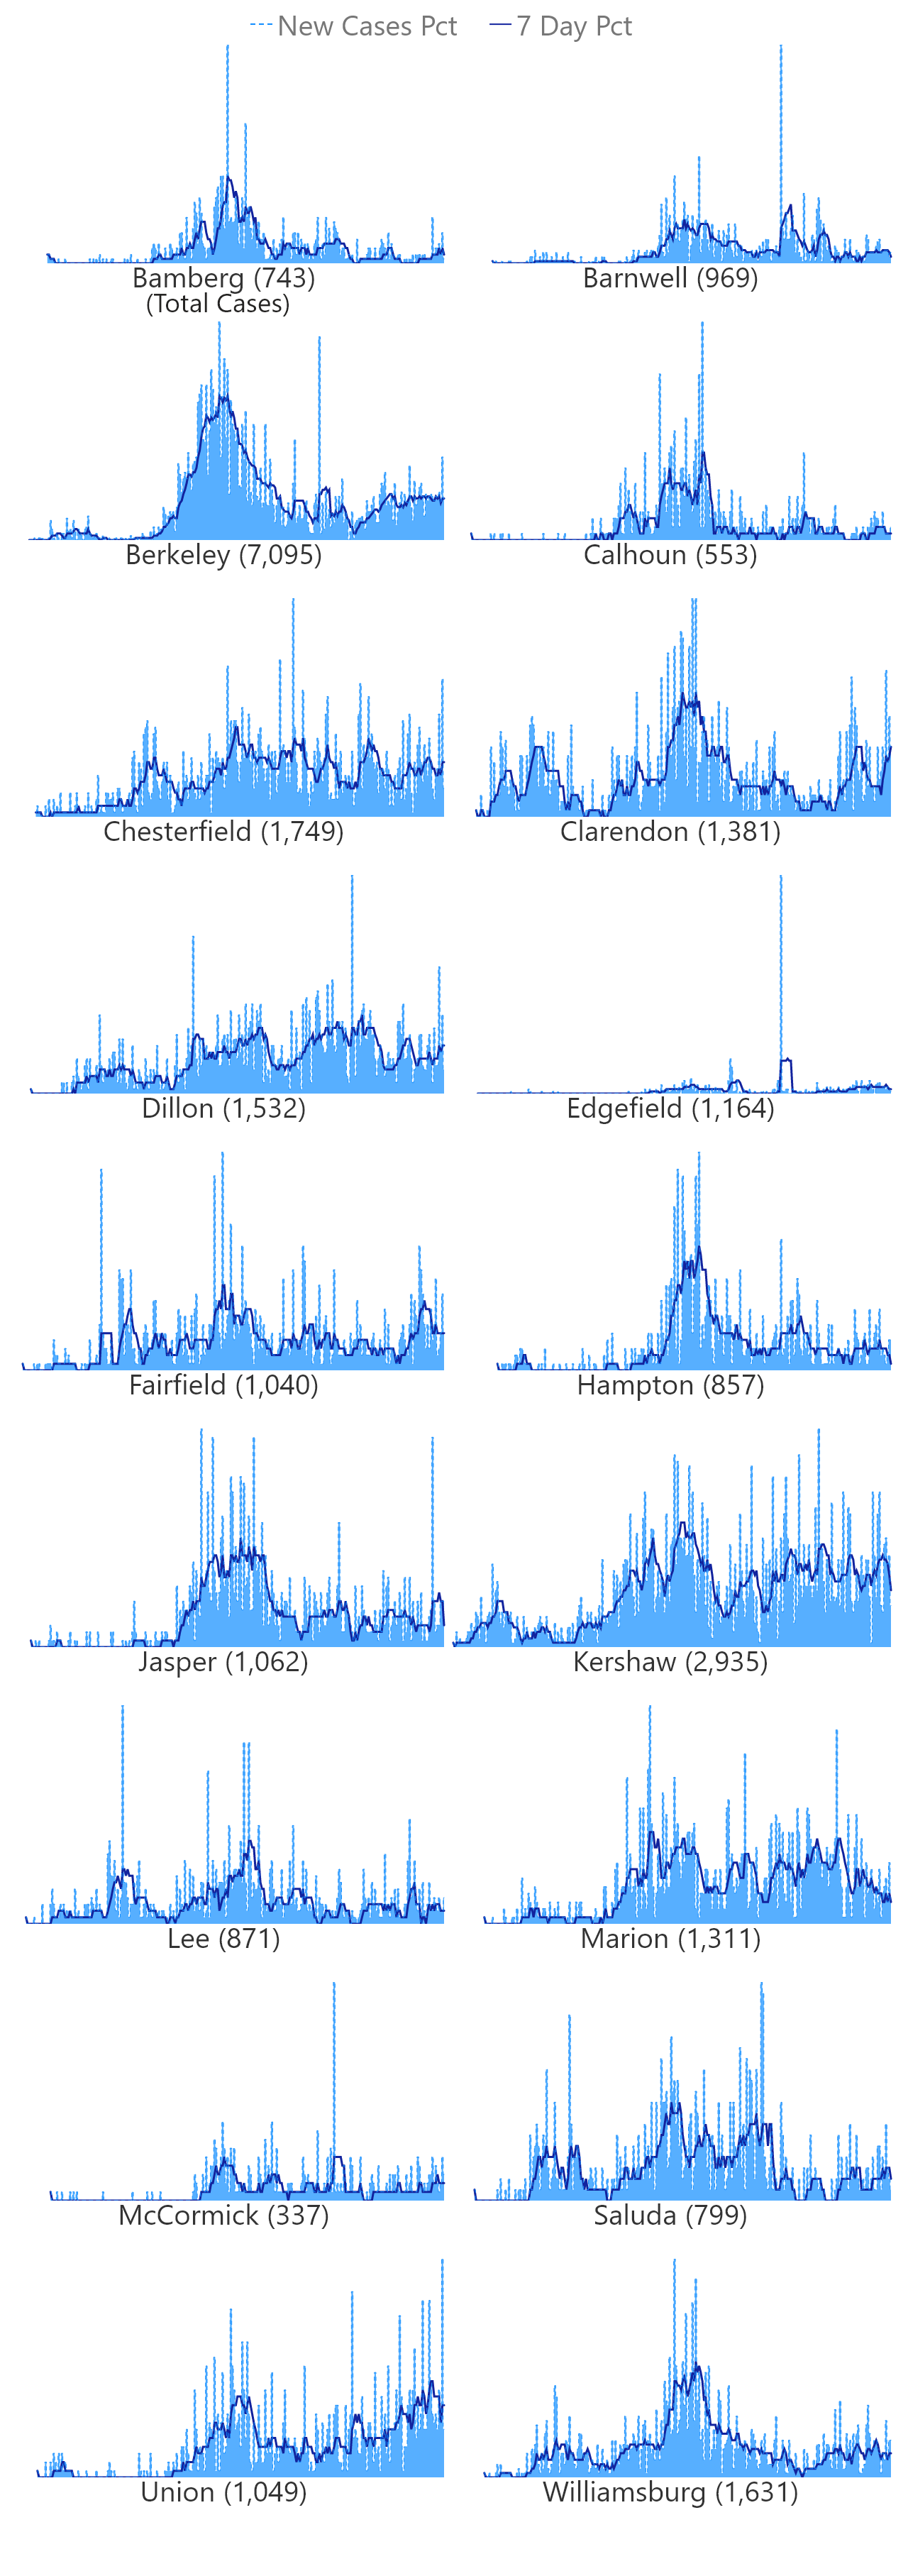 New Cases Pct 7 Day Pct
Bamberg (743)
(Total Cases)
Barnwell (969)
Berkeley (7,095)
Calhoun (553)
Chesterfield (1,749)
Clarendon (1,381)
Dillon (1,532)
Edgefield (1,164)
Fairfield (1,040)
Hampton (857)
Jasper (1,062)
Kershaw (2,935)
Lee (871)
Marion (1,311)
McCormick (337)
Saluda (799)
Union (1,049)
Williamsburg (1,631)